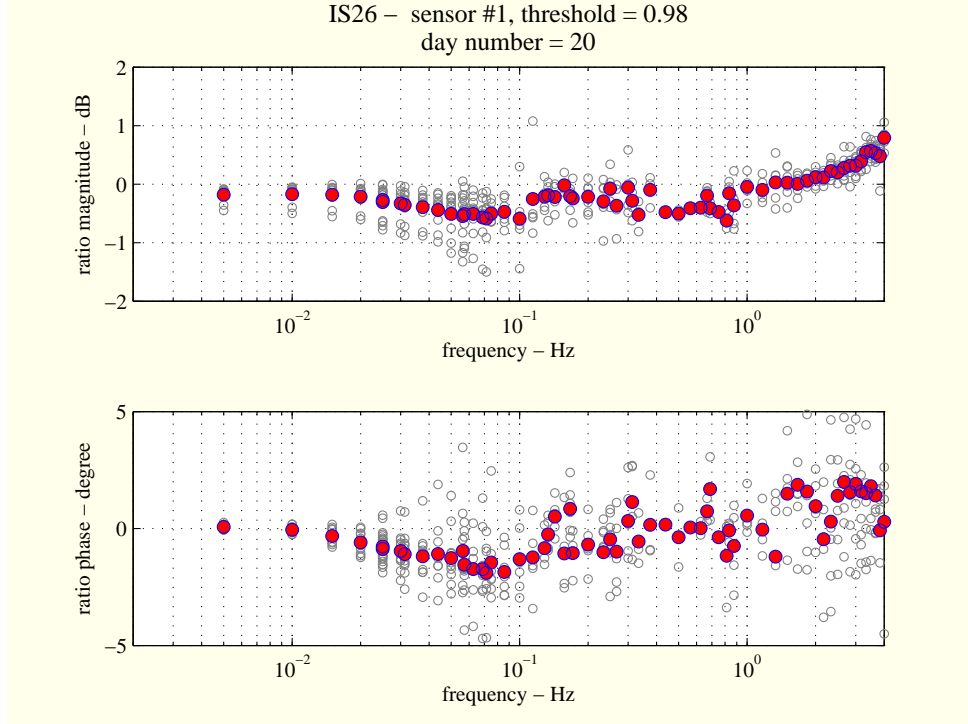 IS26 – sensor #1, threshold = 0.98
day number = 20
ratio magnitude – dB
2
1
0
−1
−2
10^−2
10^−1
10^0
frequency – Hz
ratio phase – degree
5
0
−5
10^−2
10^−1
10^0
frequency – Hz